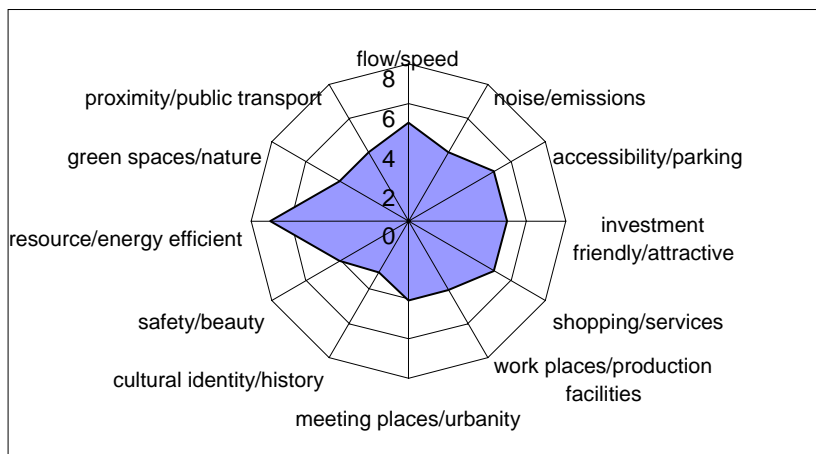 flow/speed
8
proximity/public transport
noise/emissions
6
green spaces/nature
4
accessibility/parking
2
resource/energy efficient
0
investment
friendly/attractive
safety/beauty
shopping/services
cultural identity/history
work places/production
facilities
meeting places/urbanity